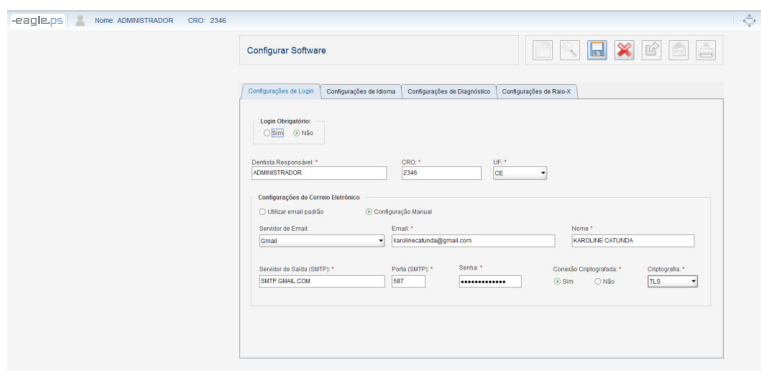 -eagle.ps Nome: ADMINISTRADOR CRO: 2346
Configurar Software
Configurações de Login Configurações de Idioma Configurações de Diagnóstico Configurações de Raio-X
Login Obrigatório:
Sim Não
Dentista Responsável: * CRO: * UF: *
ADMINISTRADOR 2346 CE
Configurações de Correio Eletrônico
Utilizar email padrão Configuração Manual
Servidor de Email: Email: * Nome *
Gmail karolinecatunda@gmail.com KAROLINE CATUNDA
Servidor de Saída (SMTP): * Porta (SMTP): * Senha: * Conexão Criptografada: * Criptografia: *
SMTP.GMAIL.COM 587 ••••••••••••• Sim Não TLS